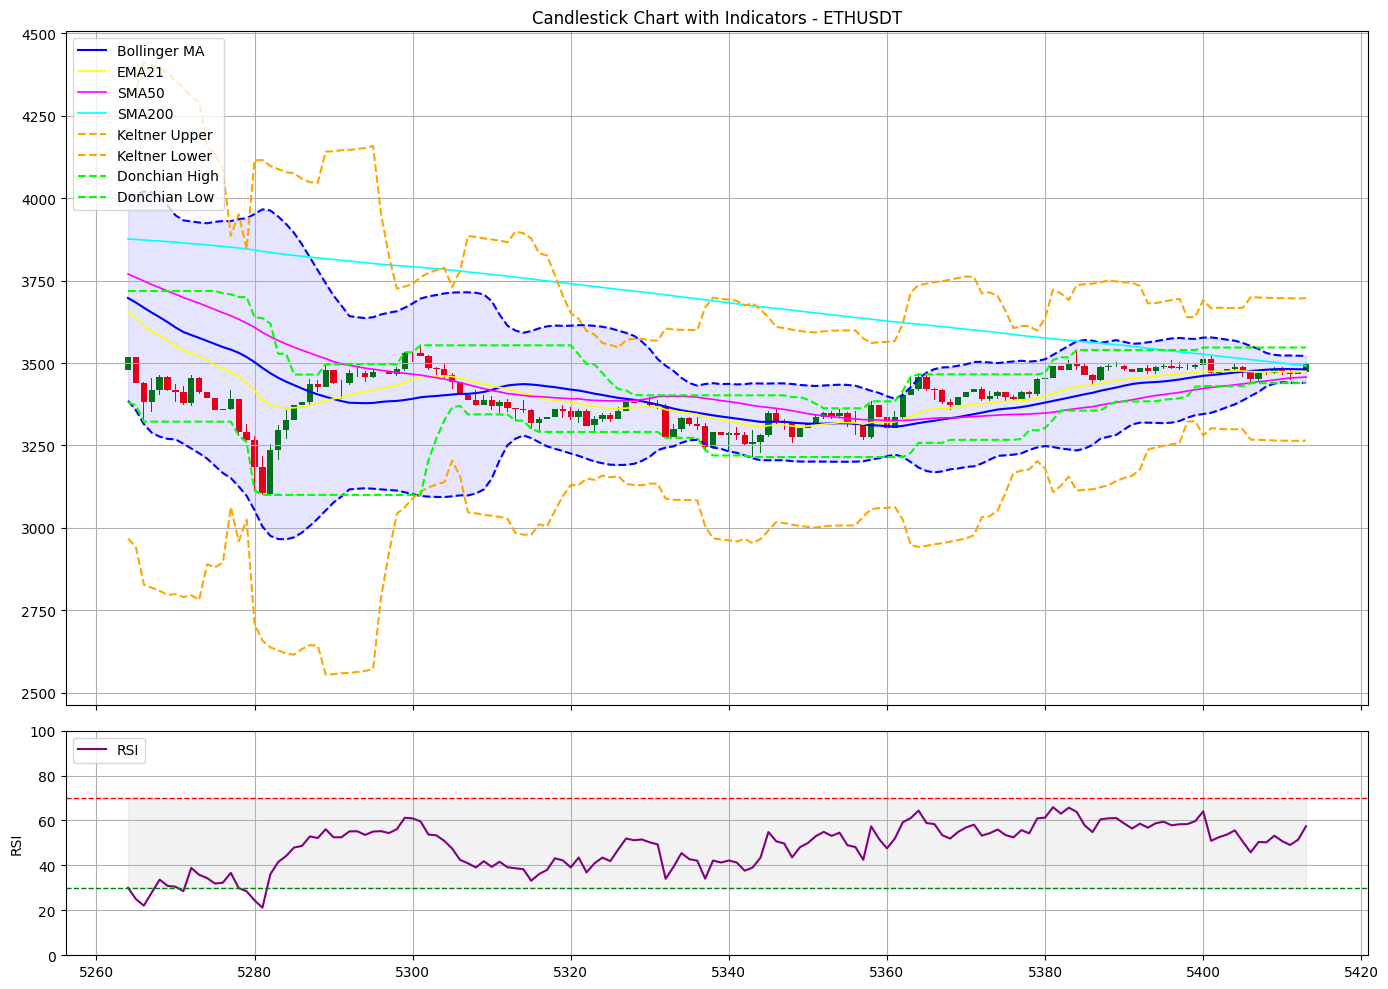 Candlestick Chart with Indicators - ETHUSDT
4500
4250
4000
3750
3500
3250
3000
2750
2500
Bollinger MA
EMA21
SMA50
SMA200
Keltner Upper
Keltner Lower
Donchian High
Donchian Low
100
80
60
40
20
0
RSI
RSI
5260 5280 5300 5320 5340 5360 5380 5400 5420